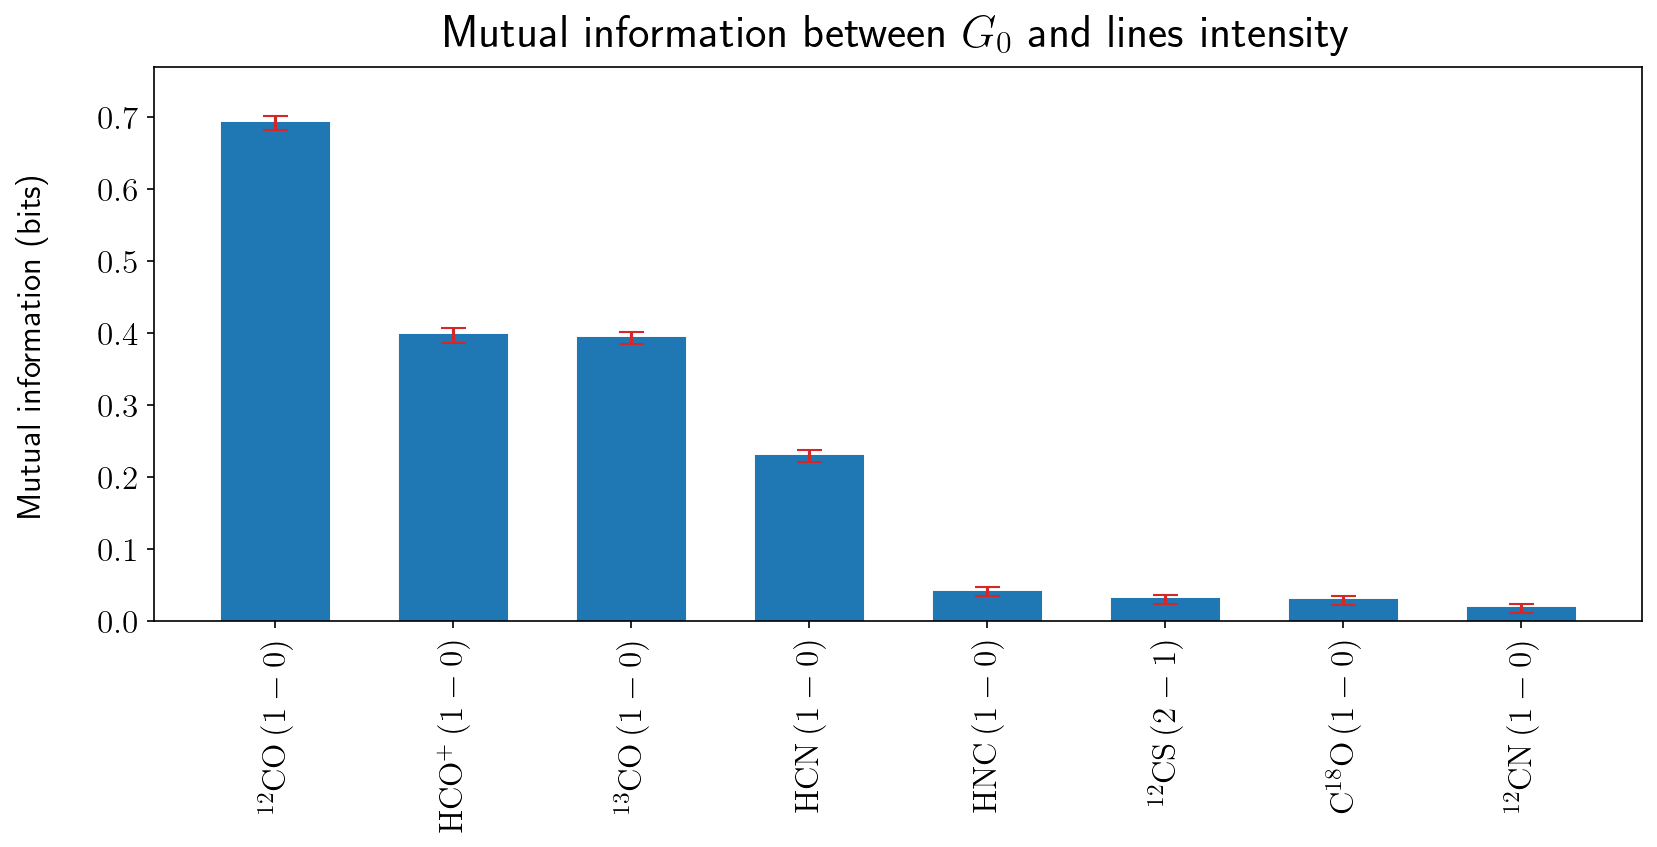 Mutual information between G₀ and lines intensity
Mutual information (bits)
0.7
0.6
0.5
0.4
0.3
0.2
0.1
0.0
¹²CO (1 − 0)
HCO⁺ (1 − 0)
¹³CO (1 − 0)
HCN (1 − 0)
HNC (1 − 0)
¹²CS (2 − 1)
C¹⁸O (1 − 0)
¹²CN (1 − 0)